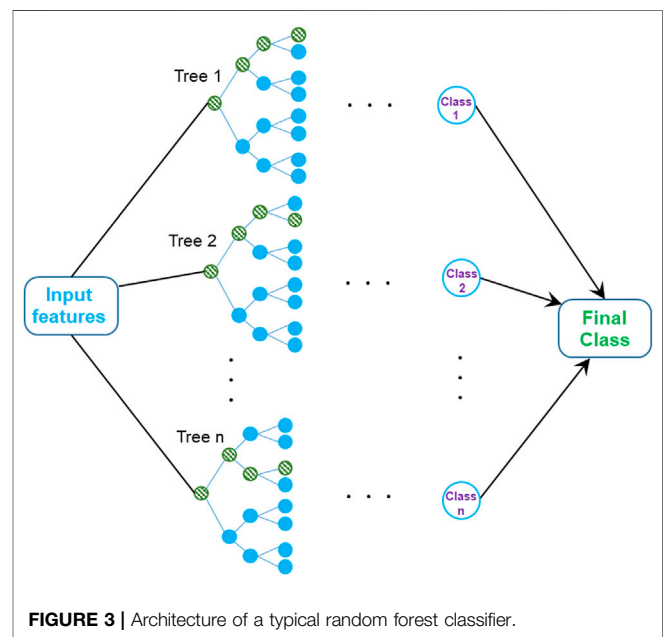 Tree 1
Class
1
Tree 2
Class
2
Input
features
Final
Class
Tree n
Class
n
FIGURE 3 | Architecture of a typical random forest classifier.